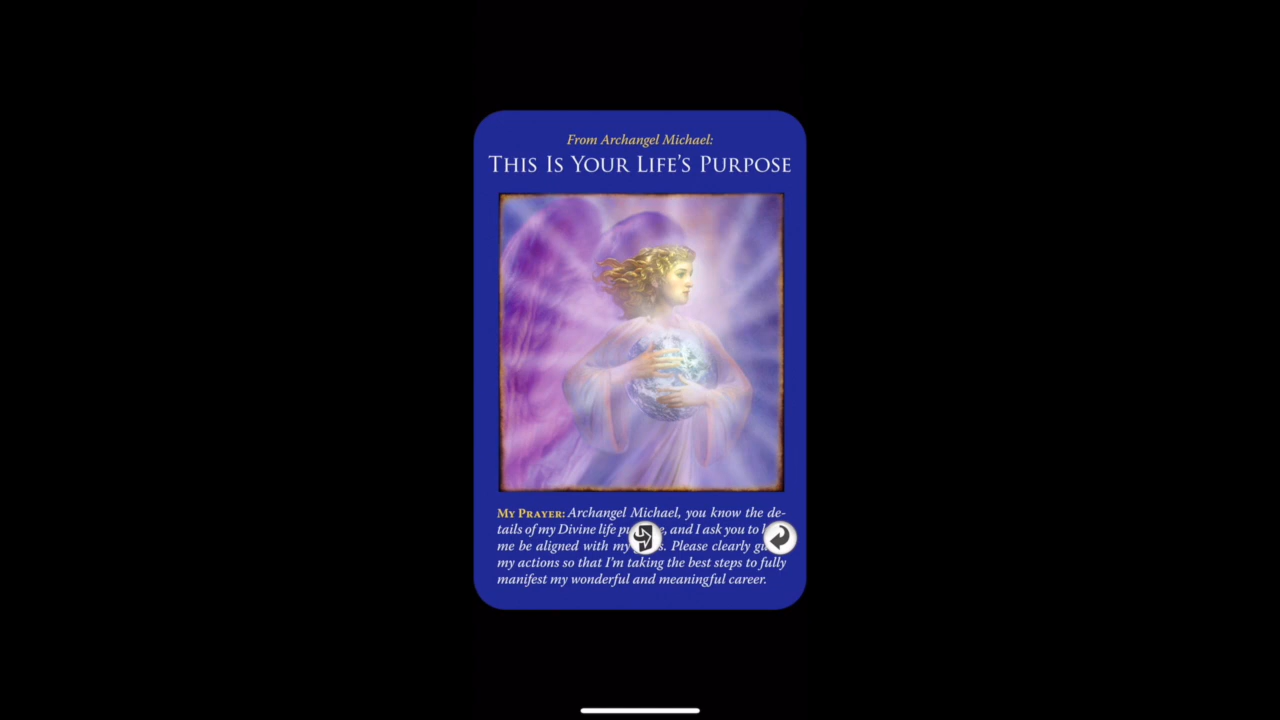 From Archangel Michael:
THIS IS YOUR LIFE'S PURPOSE
MY PRAYER: Archangel Michael, you know the de-
tails of my Divine life and I ask you to
me be aligned with my Please clearly
my actions so that I'm taking the best steps to fully
manifest my wonderful and meaningful career.